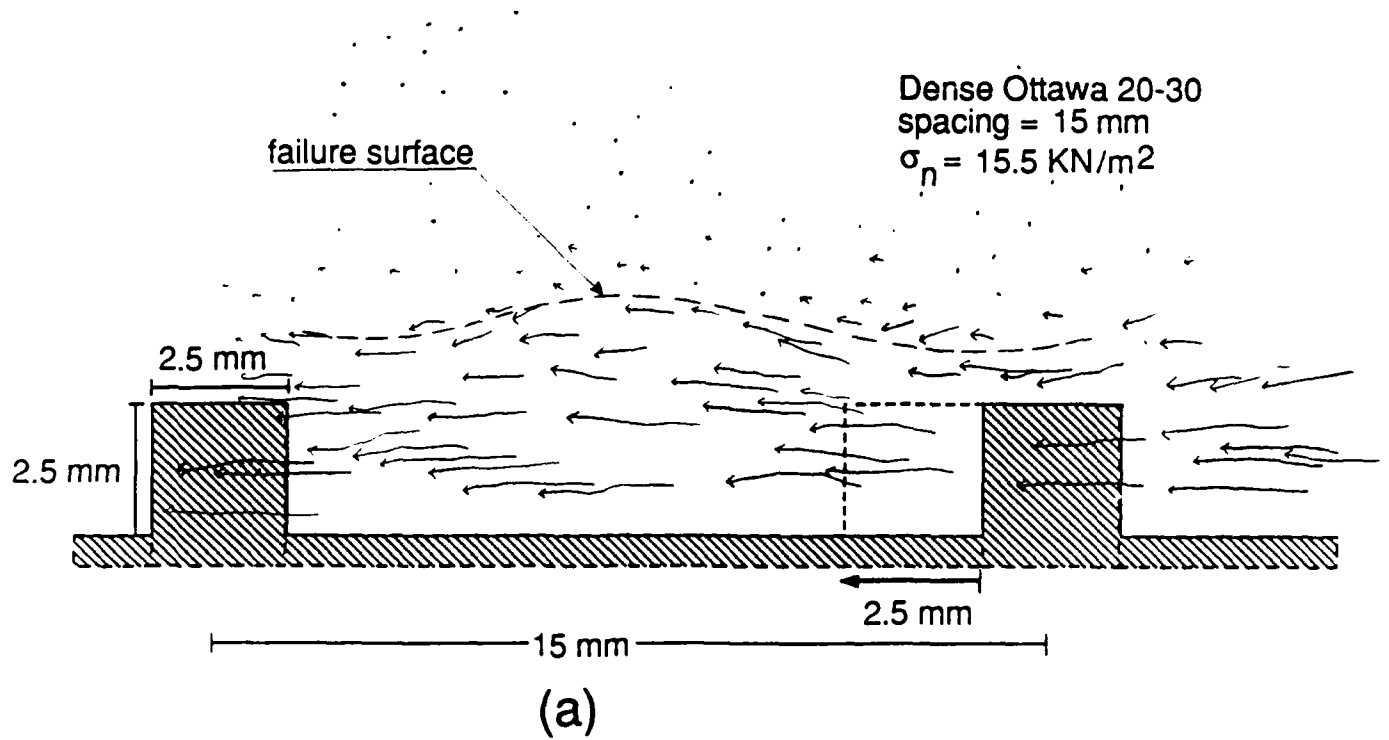 Dense Ottawa 20-30
spacing = 15 mm
σn = 15.5 KN/m2
failure surface
2.5 mm
2.5 mm
2.5 mm
15 mm
(a)